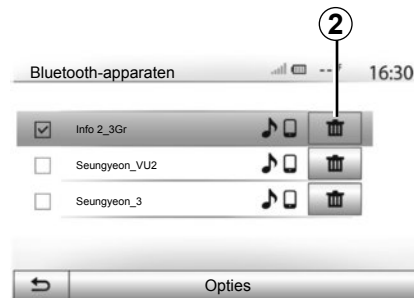 2
Bluetooth-apparaten -- ° 16:30
Info 2_3Gr
Seungyeon_VU2
Seungyeon_3
Opties